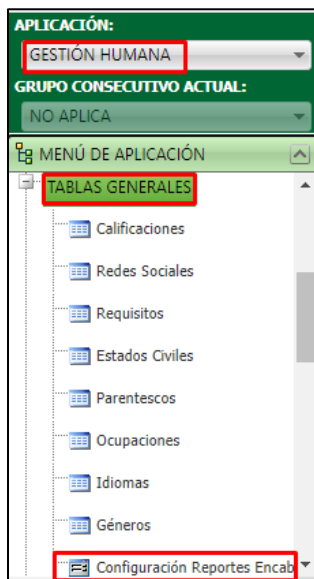 APLICACIÓN:
GESTIÓN HUMANA
GRUPO CONSECUTIVO ACTUAL:
NO APLICA
MENÚ DE APLICACIÓN
TABLAS GENERALES
Calificaciones
Redes Sociales
Requisitos
Estados Civiles
Parentescos
Ocupaciones
Idiomas
Géneros
Configuración Reportes Encab